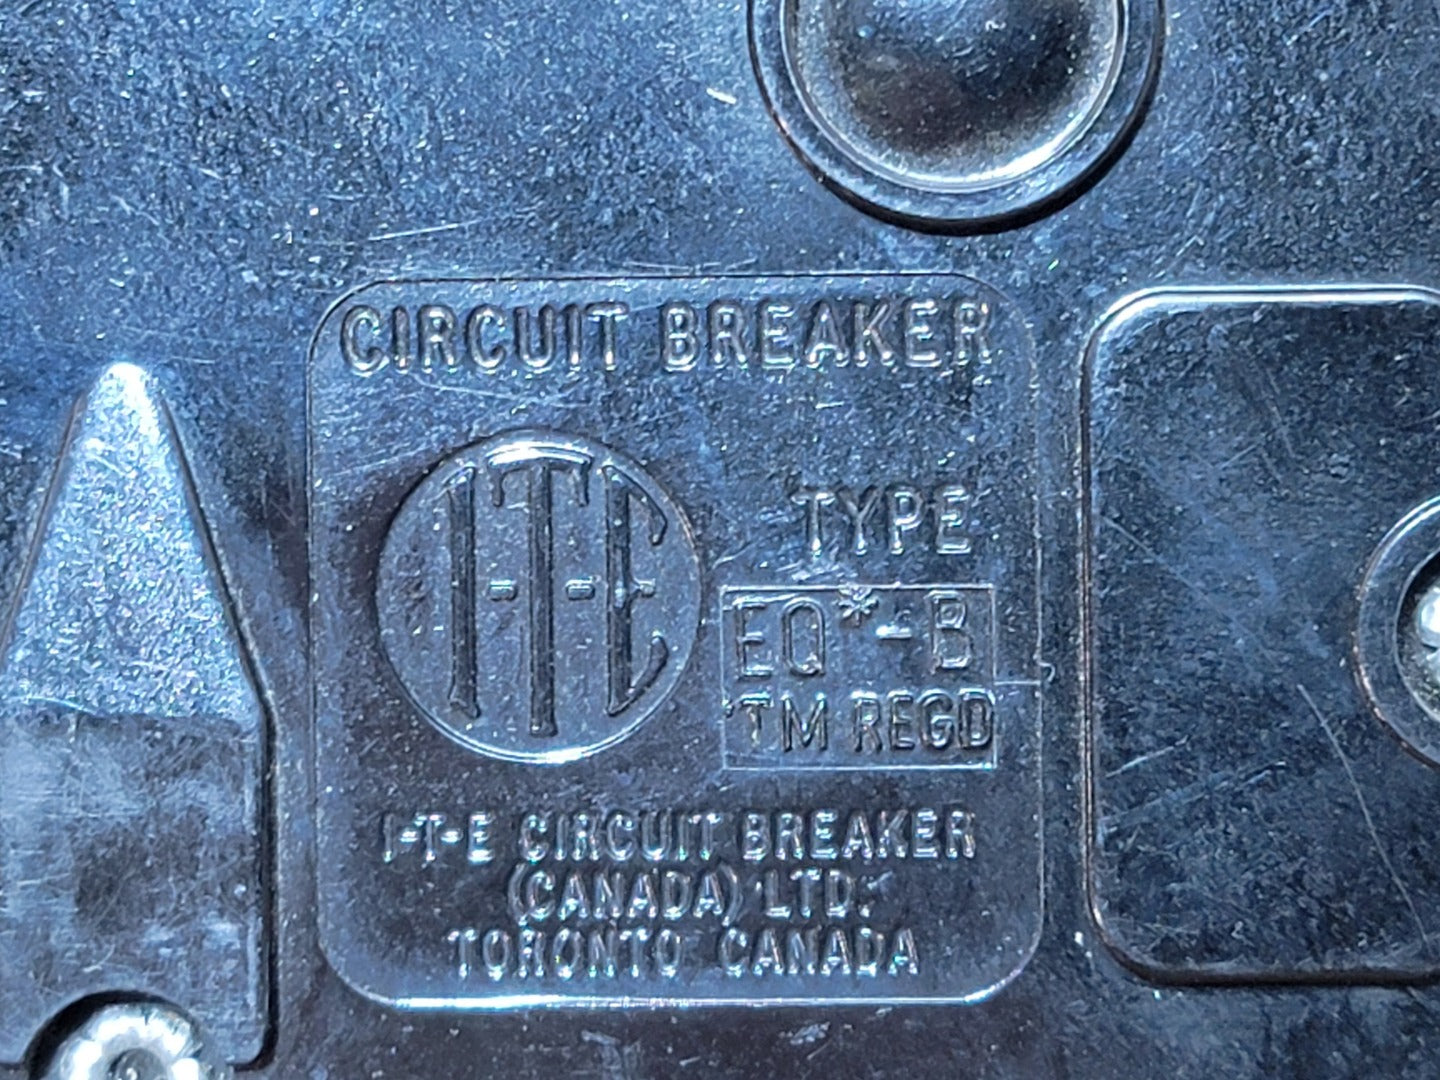 CIRCUIT BREAKER
I-T-E
TYPE
EQ*-B
TM REGD
I-T-E CIRCUIT BREAKER
(CANADA) LTD.
TORONTO CANADA